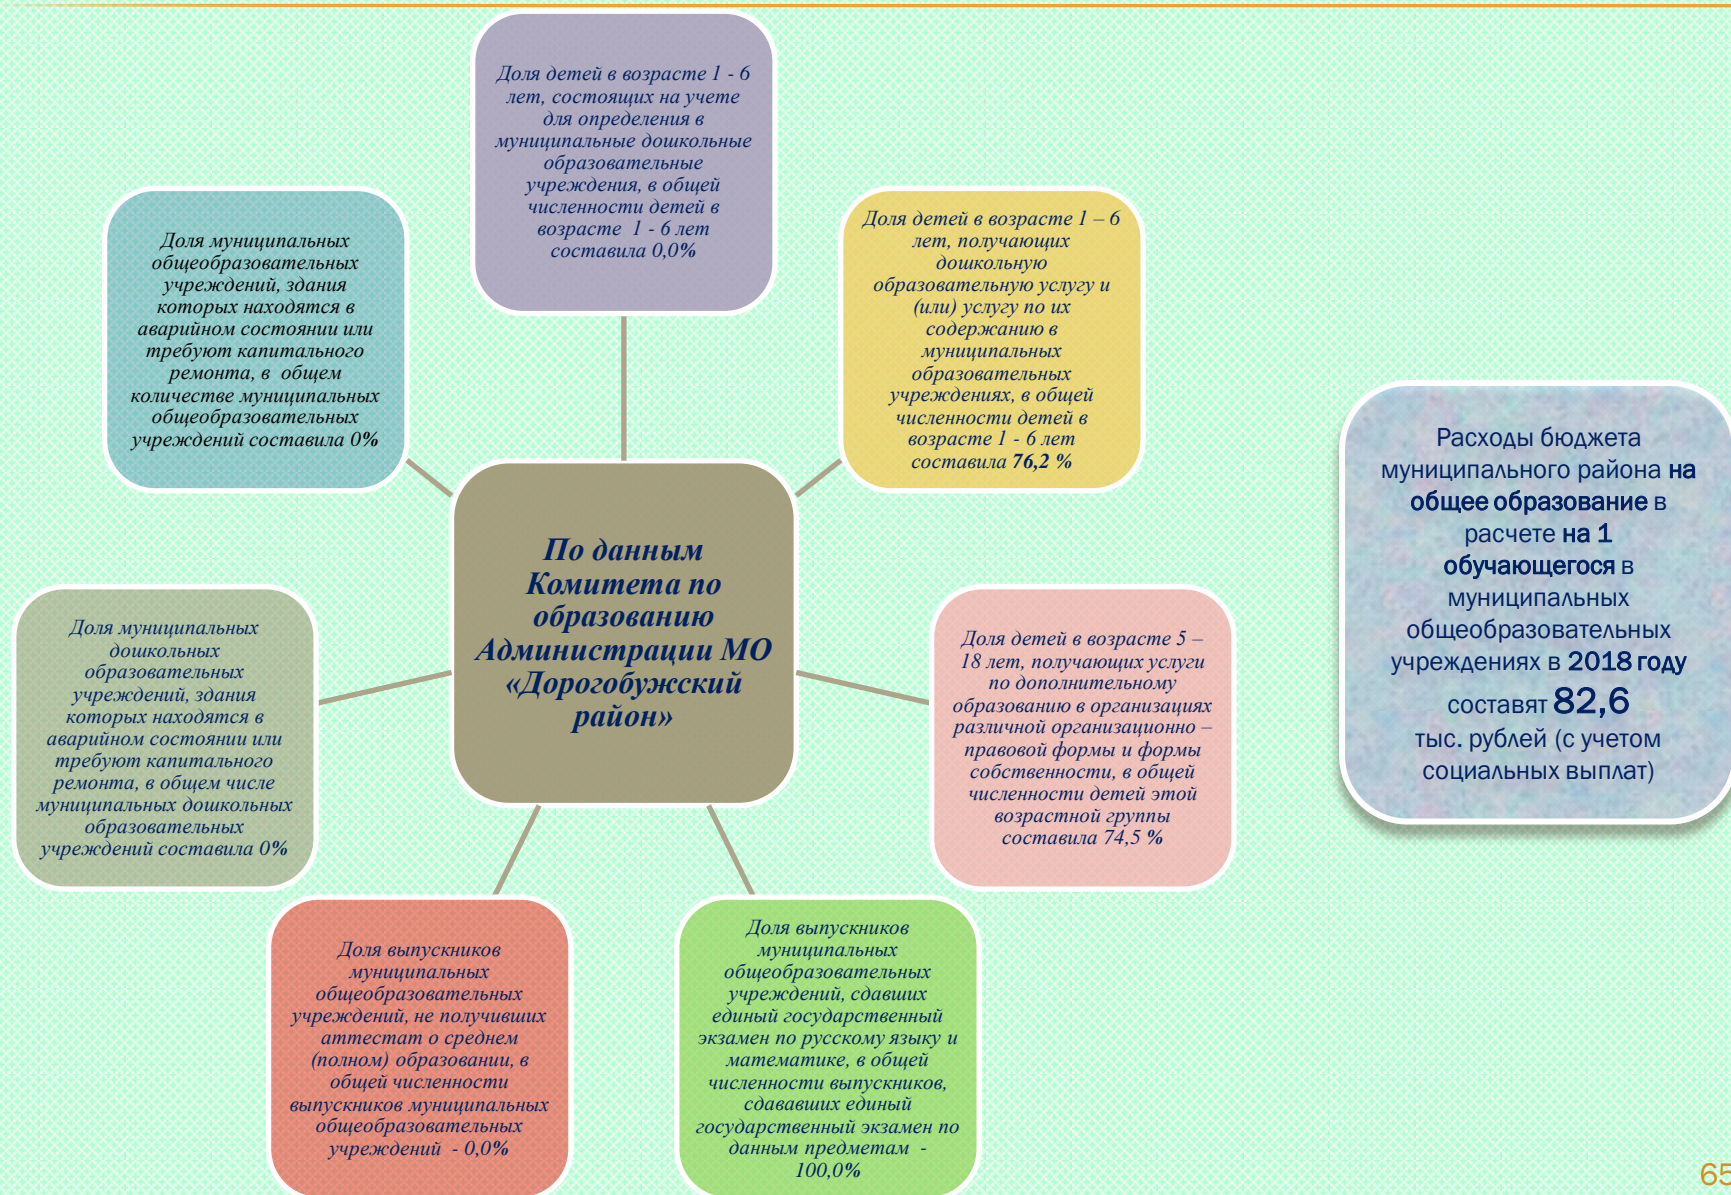 Доля детей в возрасте 1 - 6
лет, состоящих на учете
для определения в
муниципальные дошкольные
образовательные
учреждения, в общей
численности детей в
возрасте 1 - 6 лет
составила 0,0%
Доля детей в возрасте 1 – 6
лет, получающих
дошкольную
образовательную услугу и
(или) услугу по их
содержанию в
муниципальных
образовательных
учреждениях, в общей
численности детей в
возрасте 1 - 6 лет
составила 76,2 %
Доля детей в возрасте 5 –
18 лет, получающих услуги
по дополнительному
образованию в организациях
различной организационно –
правовой формы и формы
собственности, в общей
численности детей этой
возрастной группы
составила 74,5 %
Доля выпускников
муниципальных
общеобразовательных
учреждений, сдавших
единый государственный
экзамен по русскому языку и
математике, в общей
численности выпускников,
сдававших единый
государственный экзамен по
данным предметам -
100,0%
Доля выпускников
муниципальных
общеобразовательных
учреждений, не получивших
аттестат о среднем
(полном) образовании, в
общей численности
выпускников муниципальных
общеобразовательных
учреждений - 0,0%
Доля муниципальных
дошкольных
образовательных
учреждений, здания
которых находятся в
аварийном состоянии или
требуют капитального
ремонта, в общем числе
муниципальных дошкольных
образовательных
учреждений составила 0%
Доля муниципальных
общеобразовательных
учреждений, здания
которых находятся в
аварийном состоянии или
требуют капитального
ремонта, в общем
количестве муниципальных
общеобразовательных
учреждений составила 0%
По данным
Комитета по
образованию
Администрации МО
«Дорогобужский
район»
Расходы бюджета
муниципального района на
общее образование в
расчете на 1
обучающегося в
муниципальных
общеобразовательных
учреждениях в 2018 году
составят 82,6
тыс. рублей (с учетом
социальных выплат)
65